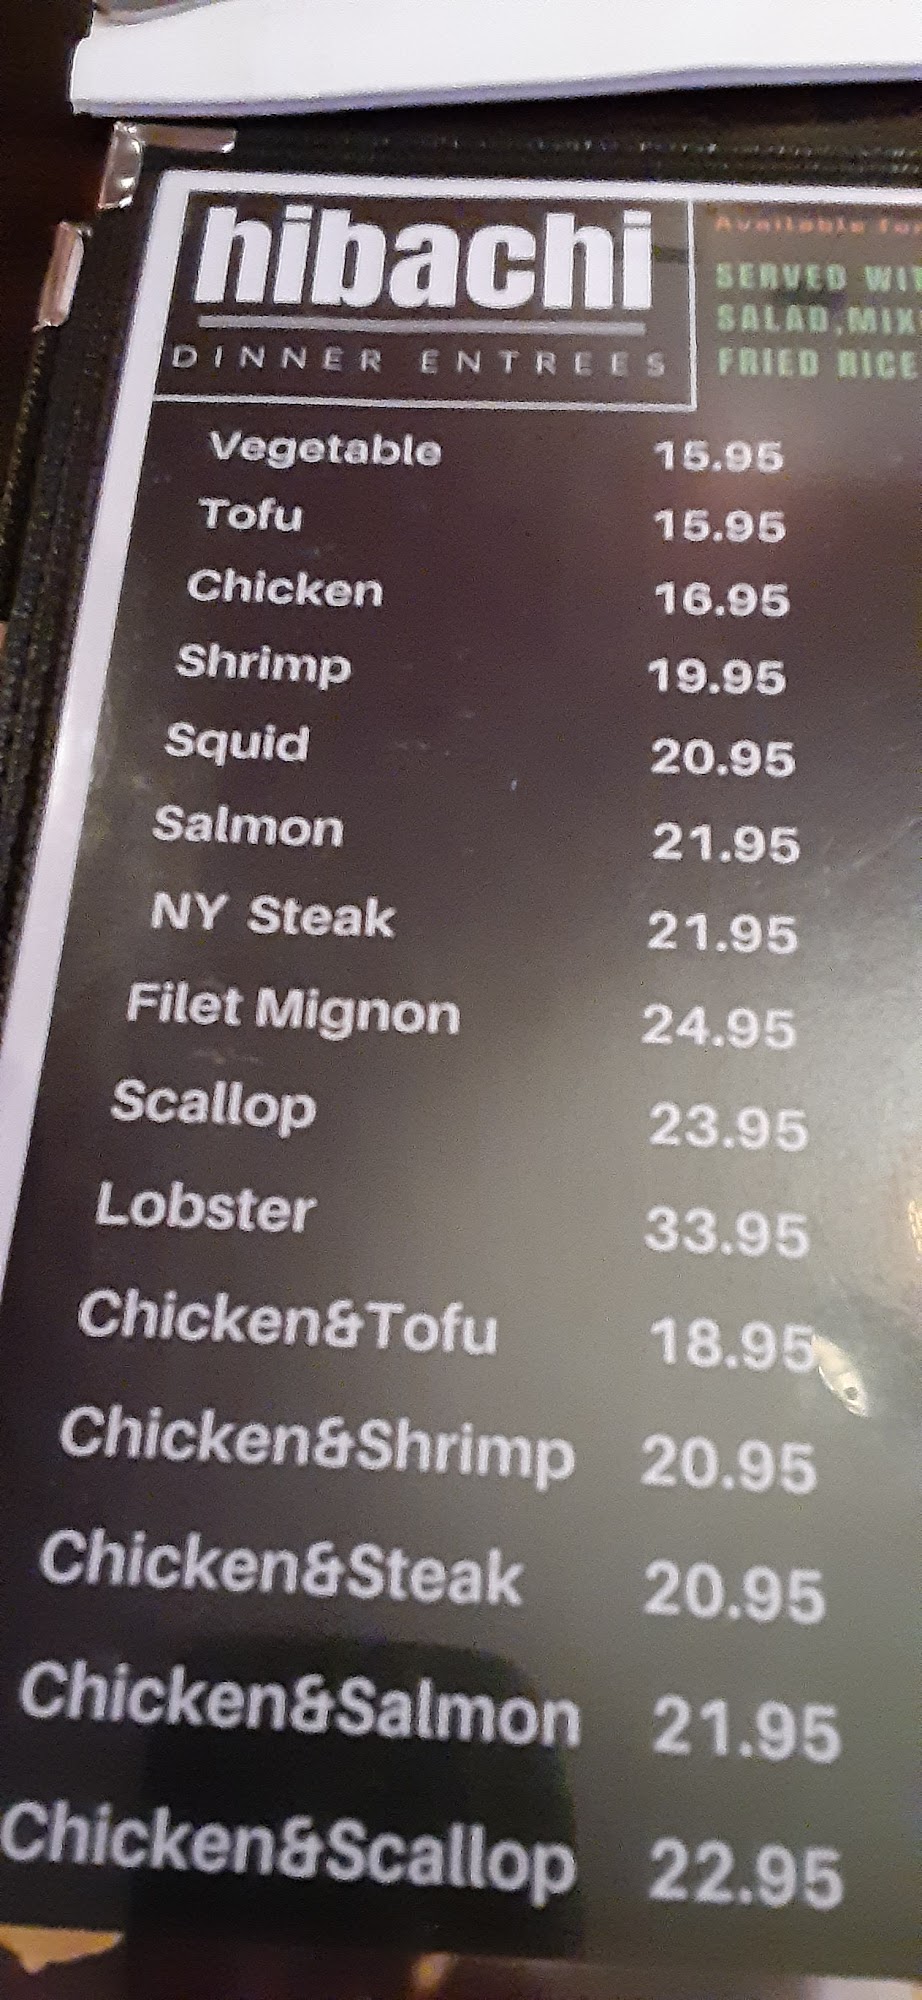 hibachi
DINNER ENTREES
Available for
SERVED
SALAD, MIX
FRIED RICE
Vegetable 15.95
Tofu 15.95
Chicken 16.95
Shrimp 19.95
Squid 20.95
Salmon 21.95
NY Steak 21.95
Filet Mignon 24.95
Scallop 23.95
Lobster 33.95
Chicken&Tofu 18.95
Chicken&Shrimp 20.95
Chicken&Steak 20.95
Chicken&Salmon 21.95
Chicken&Scallop 22.95